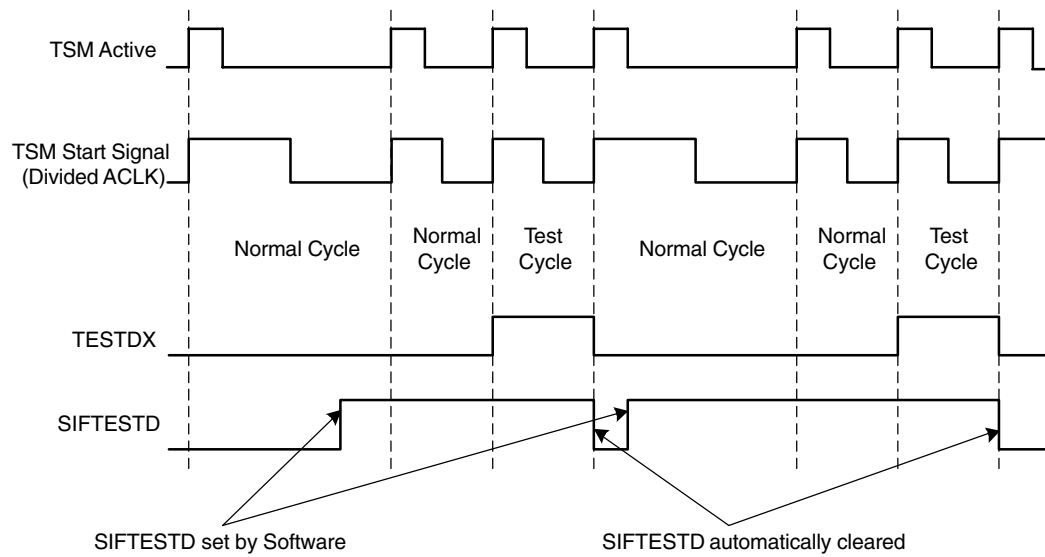 TSM Active
TSM Start Signal
(Divided ACLK)
Normal Cycle
Normal
Cycle
Test
Cycle
Normal Cycle
Normal
Cycle
Test
Cycle
TESTDX
SIFTESTD
SIFTESTD set by Software
SIFTESTD automatically cleared